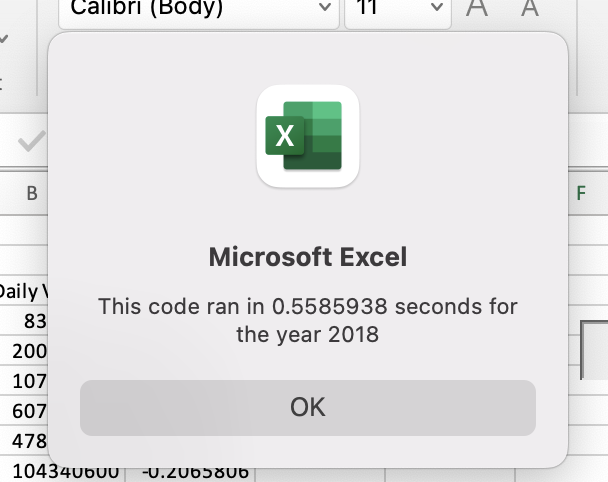 Calibri (Body) 11 A A
B F
X
Microsoft Excel
This code ran in 0.5585938 seconds for
the year 2018
Daily V
83
200
107
607
478
OK
104340600 -0.2065806